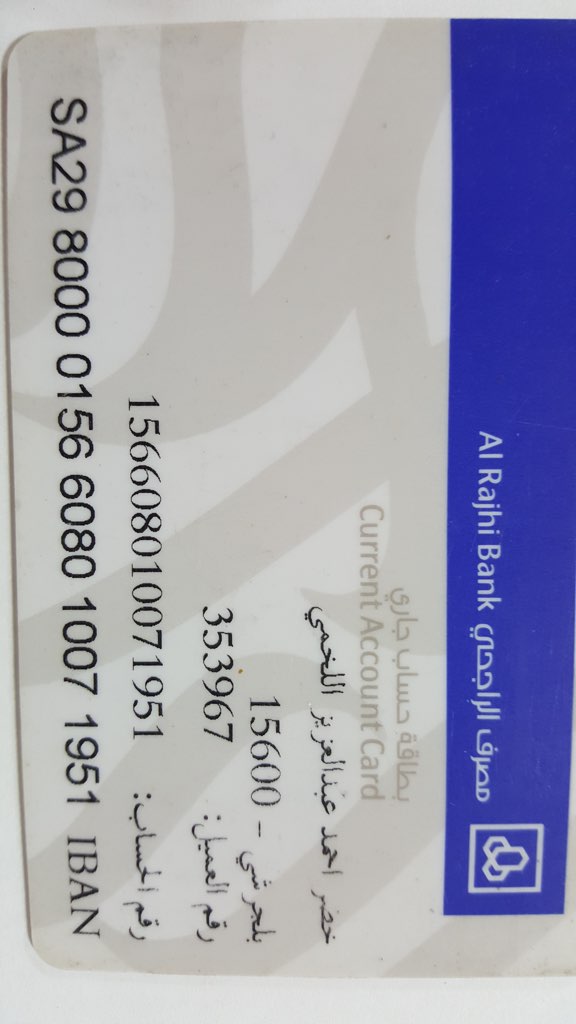 مصرف الراجحي Al Rajhi Bank
بطاقة حساب جاري
Current Account Card
خضر احمد عبدالعزيز اللخمي
بلجرشي - 15600
رقم العميل: 353967
رقم الحساب: 156608010071951
SA29 8000 0156 6080 1007 1951 IBAN